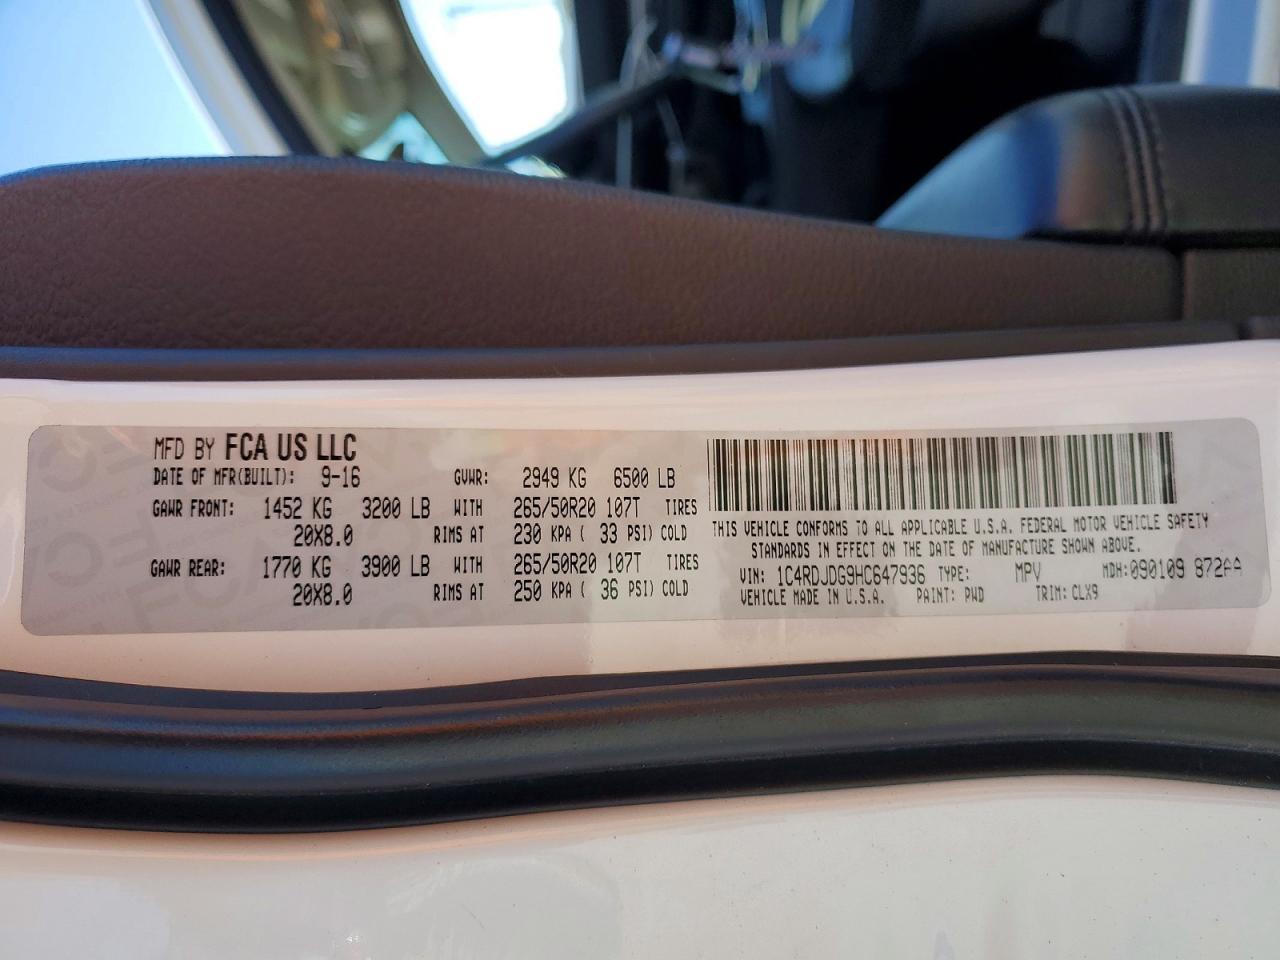 MFD BY FCA US LLC
DATE OF MFR(BUILT): 9-16 GVWR: 2949 KG 6500 LB
GAWR FRONT: 1452 KG 3200 LB WITH 265/50R20 107T TIRES
20X8.0 RIMS AT 230 KPA ( 33 PSI) COLD
GAWR REAR: 1770 KG 3900 LB WITH 265/50R20 107T TIRES
20X8.0 RIMS AT 250 KPA ( 36 PSI) COLD
THIS VEHICLE CONFORMS TO ALL APPLICABLE U.S.A. FEDERAL MOTOR VEHICLE SAFETY
STANDARDS IN EFFECT ON THE DATE OF MANUFACTURE SHOWN ABOVE.
VIN: 1C4RDJDG9HC647936 TYPE: MPV MDH:090109 872AA
VEHICLE MADE IN U.S.A. PAINT: PWD TRIM: CLX9